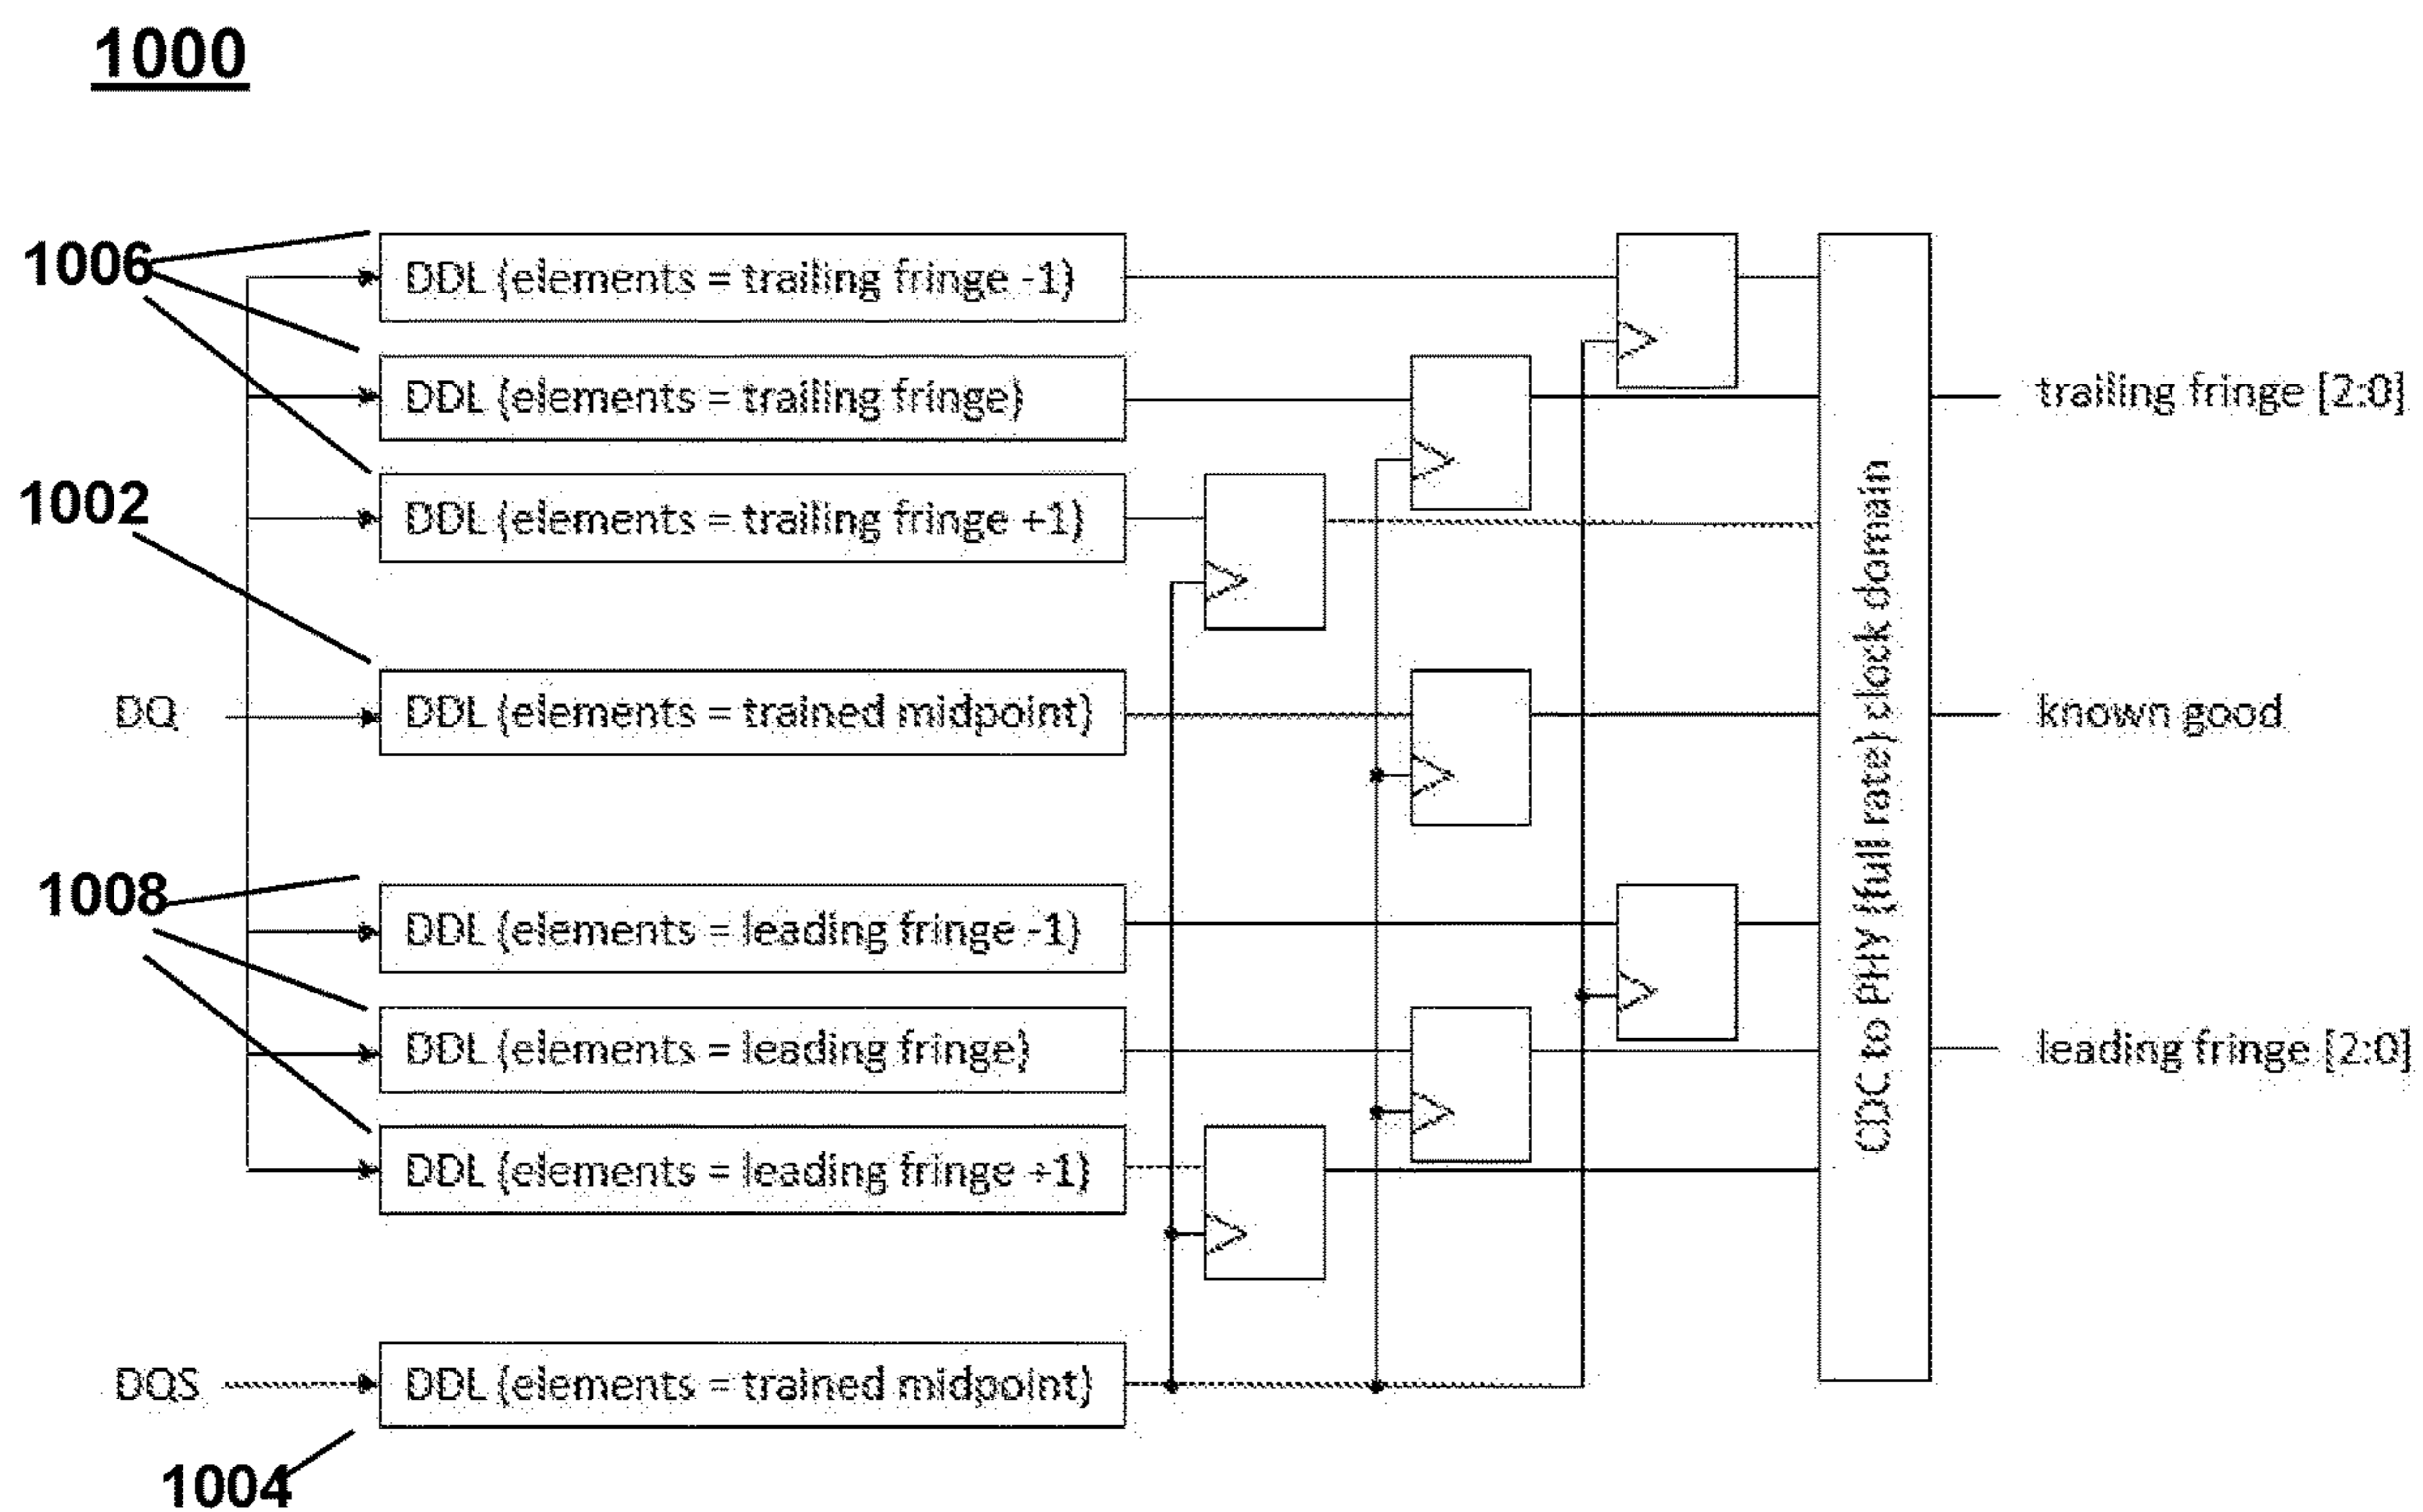 1000
1006
DDL (elements = trailing fringe -1)
DDL (elements = trailing fringe)
trailing fringe [2:0]
1002
DDL (elements = trailing fringe +1)
DQ
DDL (elements = trained midpoint)
known good
CDC to PHY (full rate) clock domain
1008
DDL (elements = leading fringe -1)
DDL (elements = leading fringe)
leading fringe [2:0]
DDL (elements = leading fringe +1)
DQS
DDL (elements = trained midpoint)
1004